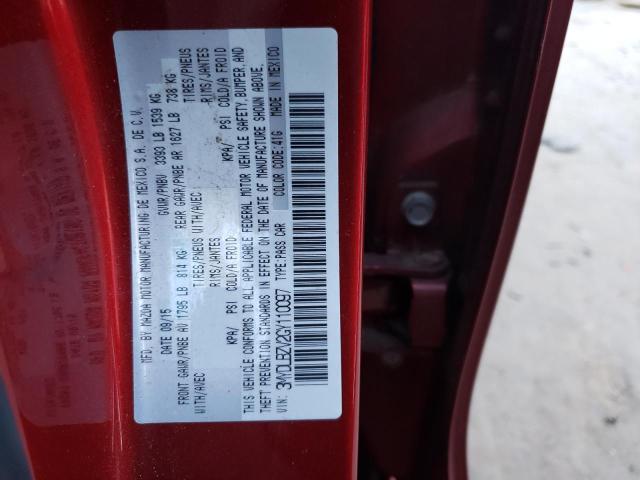 MFD. BY MAZDA MOTOR MANUFACTURING DE MEXICO S.A. DE C.V.
DATE 09/15 GVWR/PNBV 3393 LB 1539 KG
FRONT GAWR/PNBE AV 1795 LB 814 KG REAR GAWR/PNBE AR 1627 LB 738 KG
WITH/AVEC TIRES/PNEUS WITH/AVEC TIRES/PNEUS
RIMS/JANTES RIMS/JANTES
KPA/ PSI COLD/A FROID KPA/ PSI COLD/A FROID
THIS VEHICLE CONFORMS TO ALL APPLICABLE FEDERAL MOTOR VEHICLE SAFETY, BUMPER, AND
THEFT PREVENTION STANDARDS IN EFFECT ON THE DATE OF MANUFACTURE SHOWN ABOVE.
VIN: 3MYDLBZV2GY110097 TYPE:PASS CAR COLOR CODE:41G MADE IN MEXICO